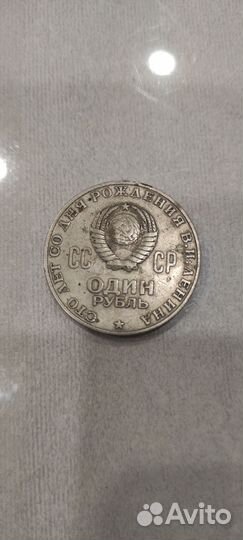 СТО ЛЕТ СО ДНЯ РОЖДЕНИЯ В.И.ЛЕНИНА
СС СР
ОДИН
РУБЛЬ
Avito